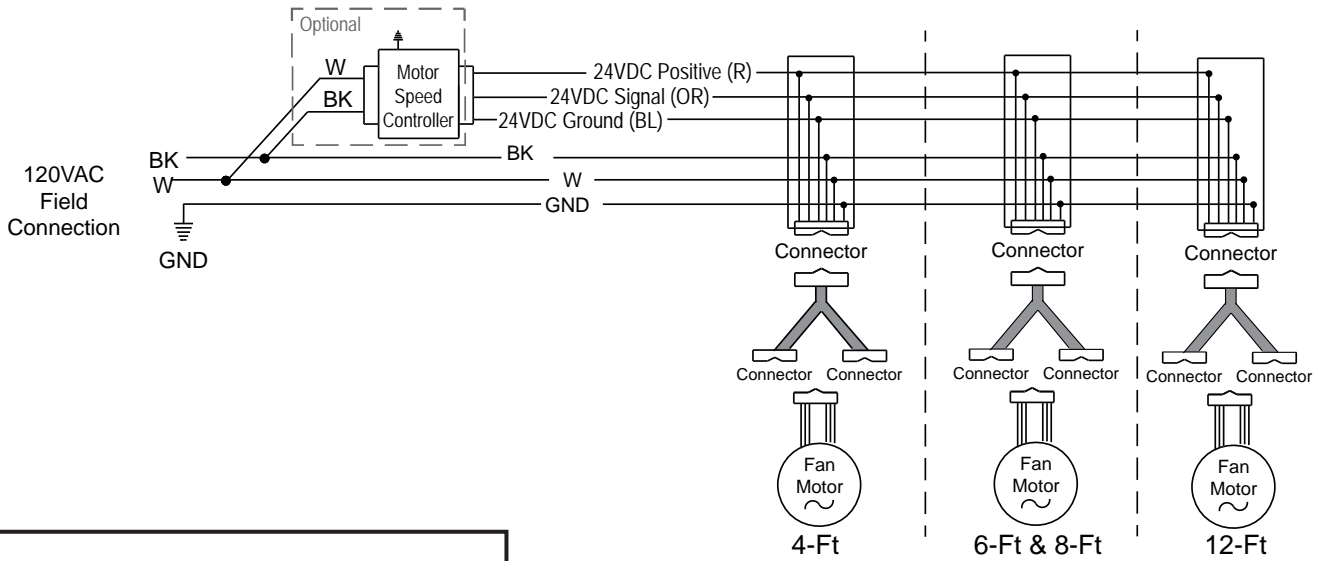 Optional
W
BK
Motor
Speed
Controller
24VDC Positive (R)
24VDC Signal (OR)
24VDC Ground (BL)
120VAC
Field
Connection
BK
W
BK
W
GND
GND
Connector
Connector
Connector
Connector Connector
Connector Connector
Connector Connector
Fan
Motor
Fan
Motor
Fan
Motor
4-Ft
6-Ft & 8-Ft
12-Ft